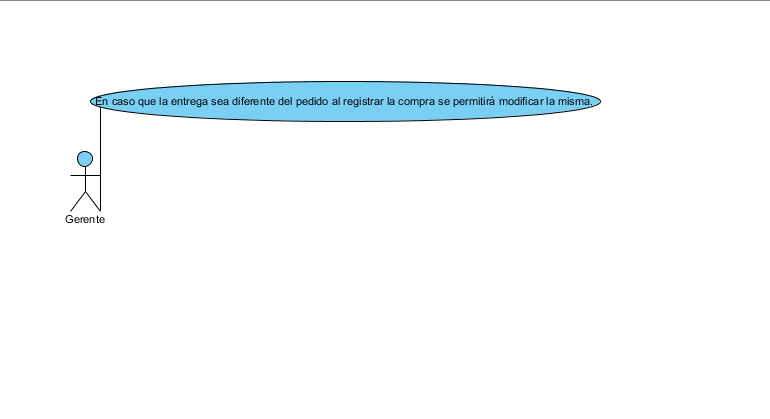 En caso que la entrega sea diferente del pedido al registrar la compra se permitirá modificar la misma.
Gerente